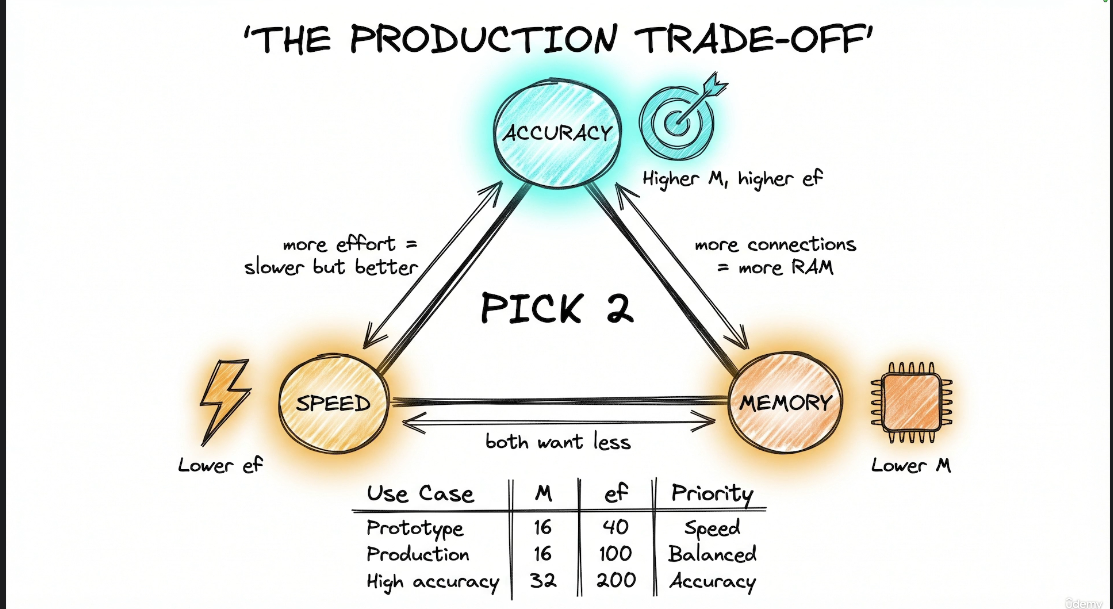 'THE PRODUCTION TRADE-OFF'
ACCURACY
Higher M, higher ef
more effort =
slower but better
more connections
= more RAM
PICK 2
SPEED
MEMORY
both want less
Lower ef
Lower M
Use Case M ef Priority
Prototype 16 40 Speed
Production 16 100 Balanced
High accuracy 32 200 Accuracy
ûdemy